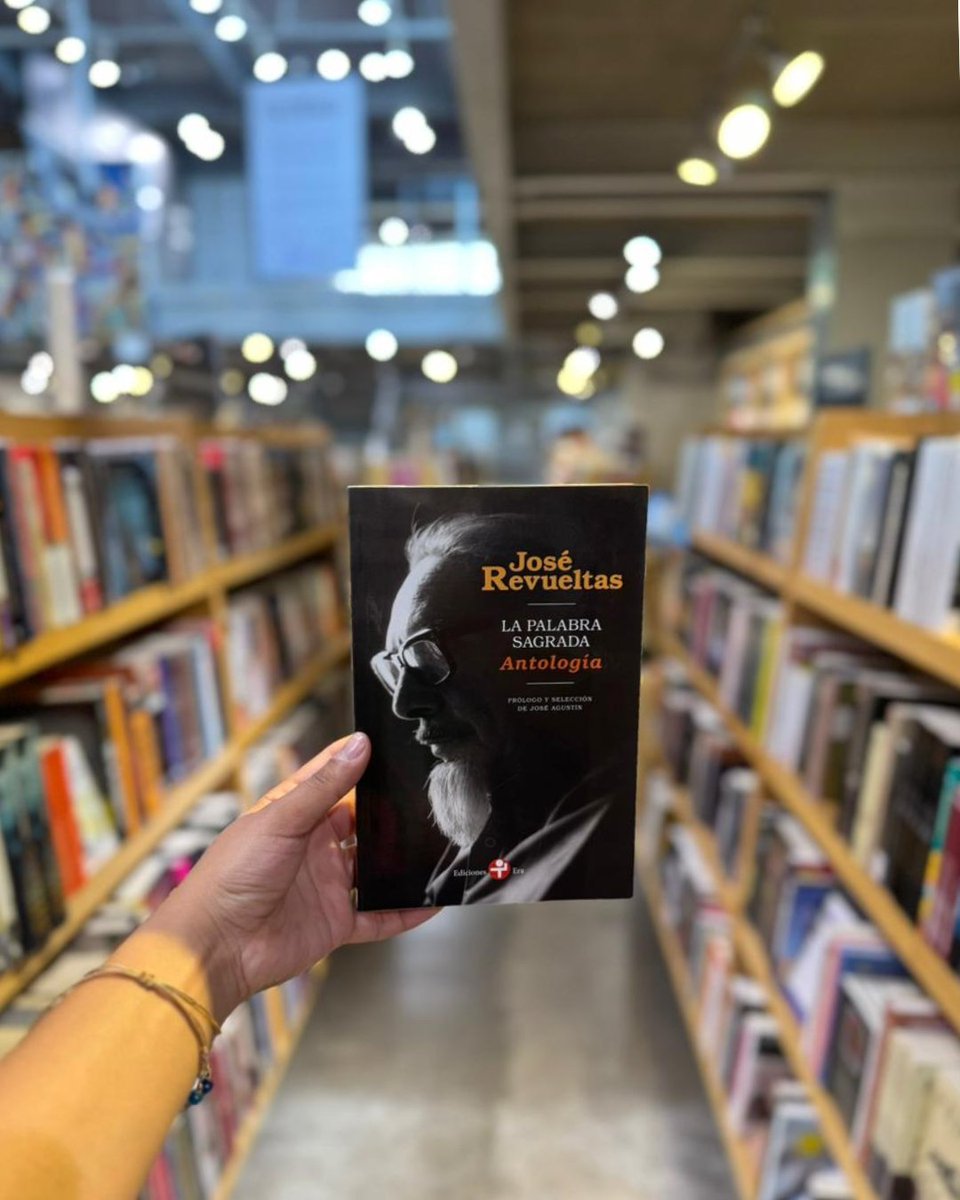 José
Revueltas
LA PALABRA
SAGRADA
Antología
PRÓLOGO Y SELECCIÓN
DE JOSÉ AGUSTÍN
Ediciones Era